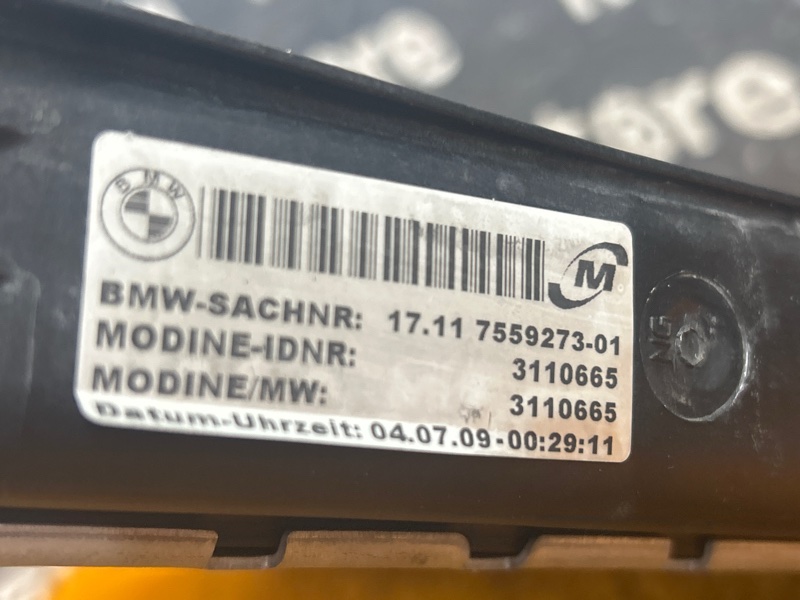 BMW
M
BMW-SACHNR: 17.11 7559273-01
MODINE-IDNR: 3110665
MODINE/MW: 3110665
Datum-Uhrzeit: 04.07.09-00:29:11
NG